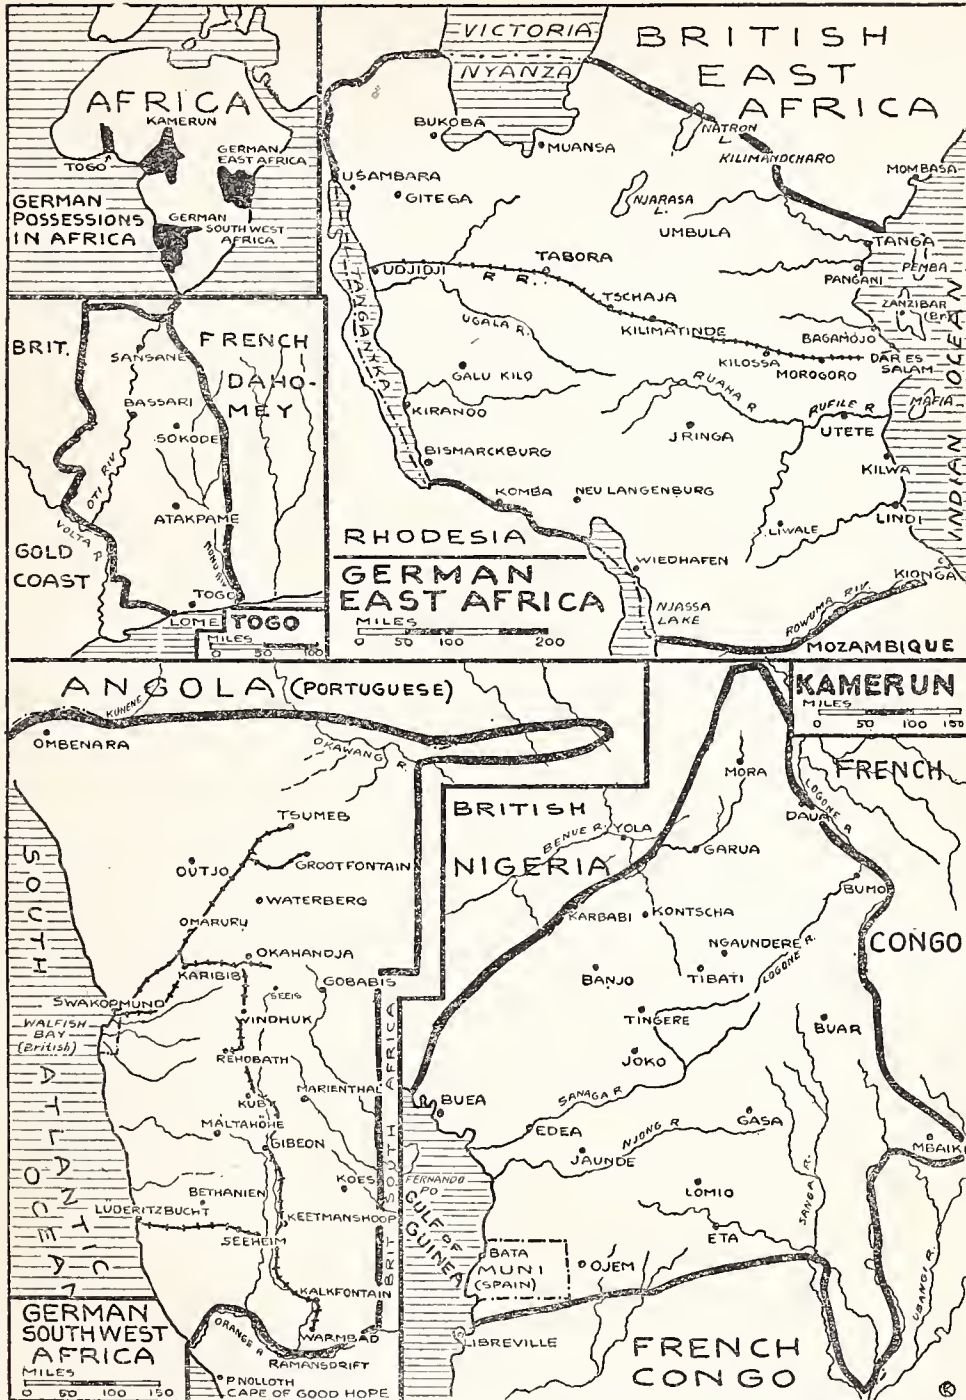 AFRICA
KAMERUN
TOGO
GERMAN
EAST AFRICA
GERMAN
POSSESSIONS
IN AFRICA
GERMAN
SOUTH WEST
AFRICA
VICTORIA
NYANZA
BRITISH
EAST
AFRICA
BUKOBA
MUANSA
NATRON
L.
KILIMANDCHARO
MOMBASA
USAMBARA
GITEGA
NJARASA
L.
UMBULA
TANGA
PEMBA
PANGANI
ZANZIBAR
(Br.)
UDJIDJI
R R.
TABORA
TSCHAJA
KILIMATINDE
BAGAMOJO
KILOSSA
MOROGORO
DAR ES
SALAM
TANGANIKKA
UGALA R.
GALU KILO
RUAHA R
RUFILE R
MAFIA
UTETE
INDIAN OCEAN
KIRANDO
JRINGA
KILWA
BISMARCKBURG
KOMBA
NEU LANGENBURG
LIWALE
LINDI
RHODESIA
WIEDHAFEN
KIONGA
NJASSA
LAKE
ROWUMA RIV.
MOZAMBIQUE
GERMAN
EAST AFRICA
MILES
0 50 100 200
BRIT.
FRENCH
DAHO-
MEY
SANSANE
BASSARI
SOKODE
OTI RIV
ATAKPAME
VOLTA R
GOLD
COAST
MONU RIV
TOGO
LOME
TOGO
MILES
0 50 100
ANGOLA (PORTUGUESE)
KUNENE
OMBENARA
OKAWANG R.
TSUMEB
OUTJO
GROOTFONTAIN
WATERBERG
OMARURU
OKAHANDJA
KARIBIB
GOBABIS
SEEIS
SWAKOPMUND
WINDHUK
WALFISH
BAY
(British)
REHOBATH
MARIENTHAL
KUBY
MALTAHÖHE
GIBEON
KOES
BETHANIEN
LÜDERITZBUCHT
KEETMANSHOOP
SEEHEIM
KALKFONTAIN
WARMBAD
ORANGE R
RAMANSDRIFT
P NOLLOTH
CAPE OF GOOD HOPE
SOUTH
ATLANTIC
OCEAN
BRIT SOUTH AFRICA
GERMAN
SOUTHWEST
AFRICA
MILES
0 50 100 150
KAMERUN
MILES
0 50 100 150
BRITISH
NIGERIA
FRENCH
CONGO
MORA
LOGONE R
DAUA
BENUE R.
YOLA
GARUA
BUMO
KARBABI
KONTSCHA
NGAUNDERE
LOGONE R.
BANJO
TIBATI
TINGERE
BUAR
JOKO
SANAGA R
BUEA
EDEA
NJONG R
GASA
JAUNDE
MBAIKI
FERNANDO
PO
GULF OF
GUINEA
LOMIO
SANGA R.
ETA
BATA
MUNI
(SPAIN)
OJEM
UBANGI R.
LIBREVILLE
FRENCH
CONGO
K